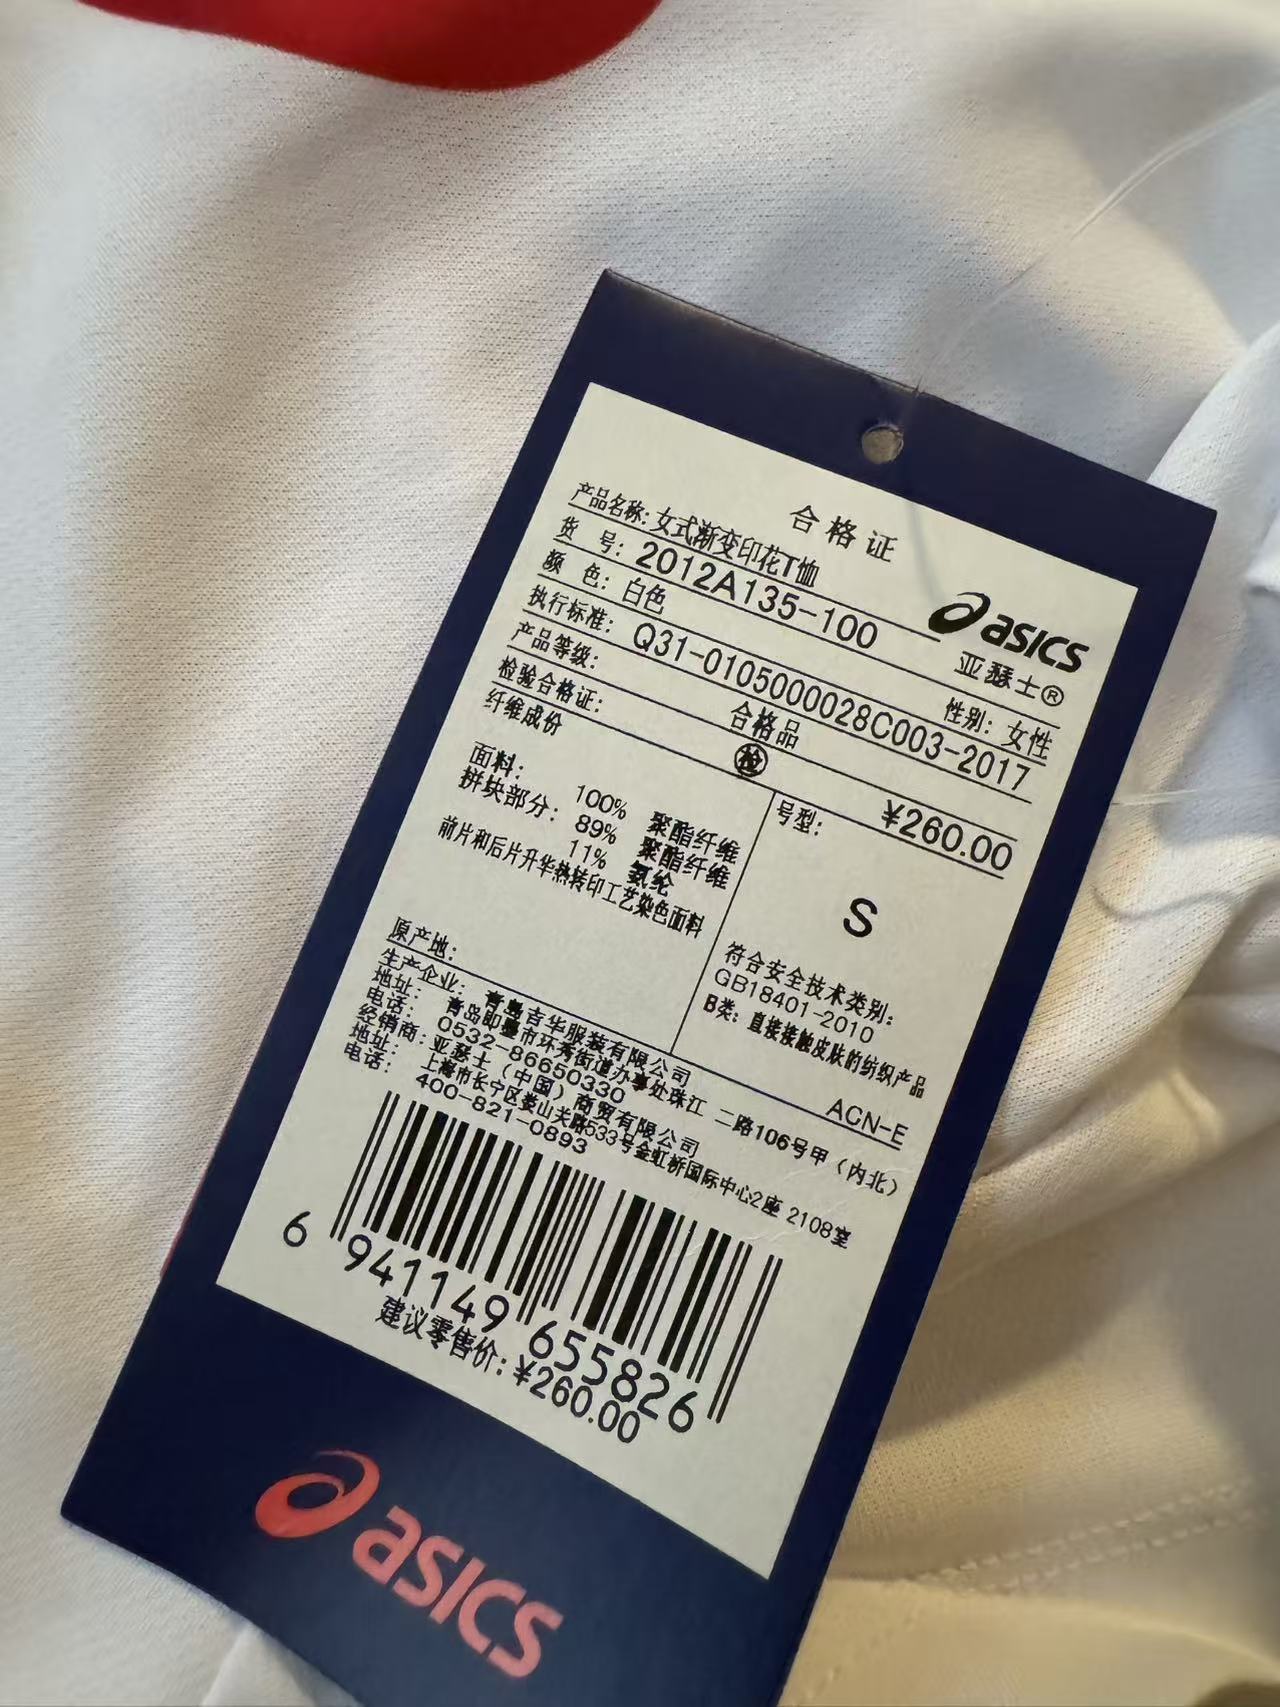 合格证
asics
亚瑟士®
产品名称: 女式渐变印花T恤
货 号: 2012A135-100
颜 色: 白色
性别: 女性
执行标准: Q31-0105000028C003-2017
产品等级: 合格品
检验合格证: 检
¥260.00
纤维成份
面料: 100% 聚酯纤维
拼块部分: 89% 聚酯纤维
11% 氨纶
前片和后片升华热转印工艺染色面料
号型:
S
符合安全技术类别:
GB18401-2010
B类: 直接接触皮肤的纺织产品
原产地:
ACN-E
生产企业: 青岛吉华服装有限公司
地址: 青岛即墨市环秀街道办事处珠江 二路106号甲 (内北)
电话: 0532-86650330
经销商: 亚瑟士 (中国) 商贸有限公司
地址: 上海市长宁区娄山关路533号金虹桥国际中心2座 2108室
电话: 400-821-0893
6 941149 655826
建议零售价: ¥260.00
asics